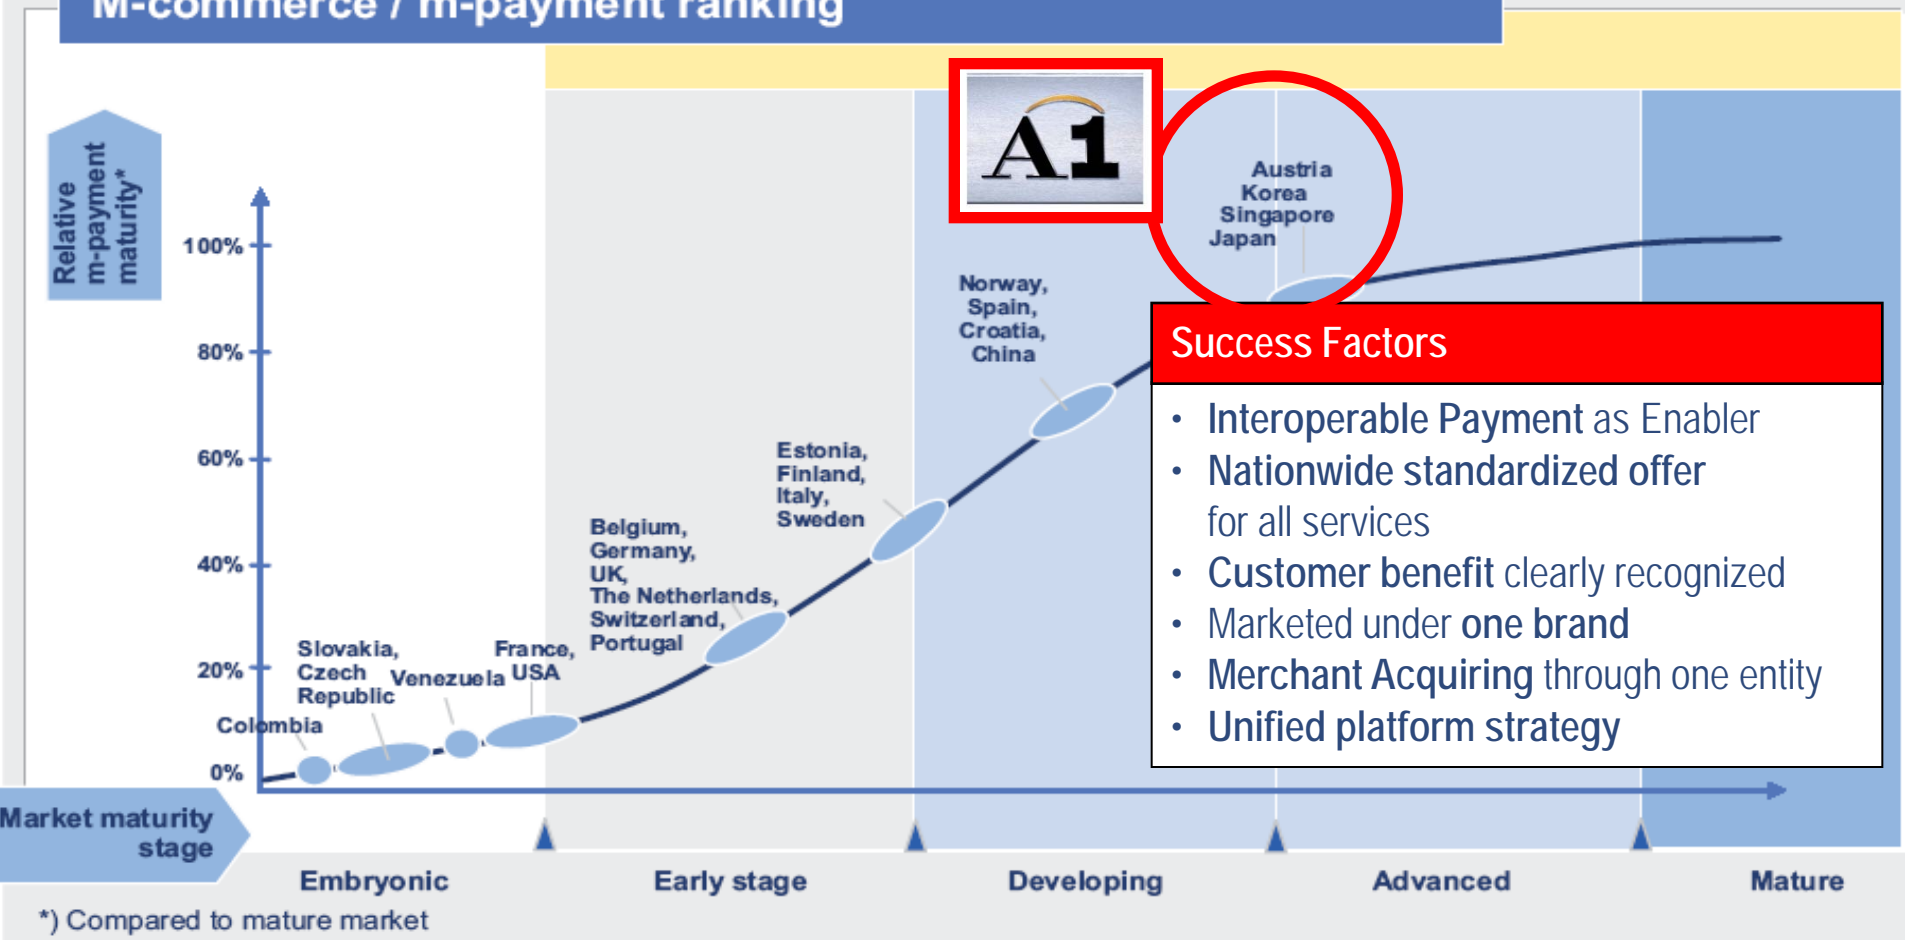 M-commerce / m-payment ranking
A1
Relative
m-payment
maturity*
100%
80%
60%
40%
20%
0%
Austria
Korea
Singapore
Japan
Norway,
Spain,
Croatia,
China
Estonia,
Finland,
Italy,
Sweden
Belgium,
Germany,
UK,
The Netherlands,
Switzerland,
Portugal
France,
USA
Venezuela
Slovakia,
Czech
Republic
Colombia
Success Factors
• Interoperable Payment as Enabler
• Nationwide standardized offer
for all services
• Customer benefit clearly recognized
• Marketed under one brand
• Merchant Acquiring through one entity
• Unified platform strategy
Market maturity
stage
Embryonic
Early stage
Developing
Advanced
Mature
*) Compared to mature market